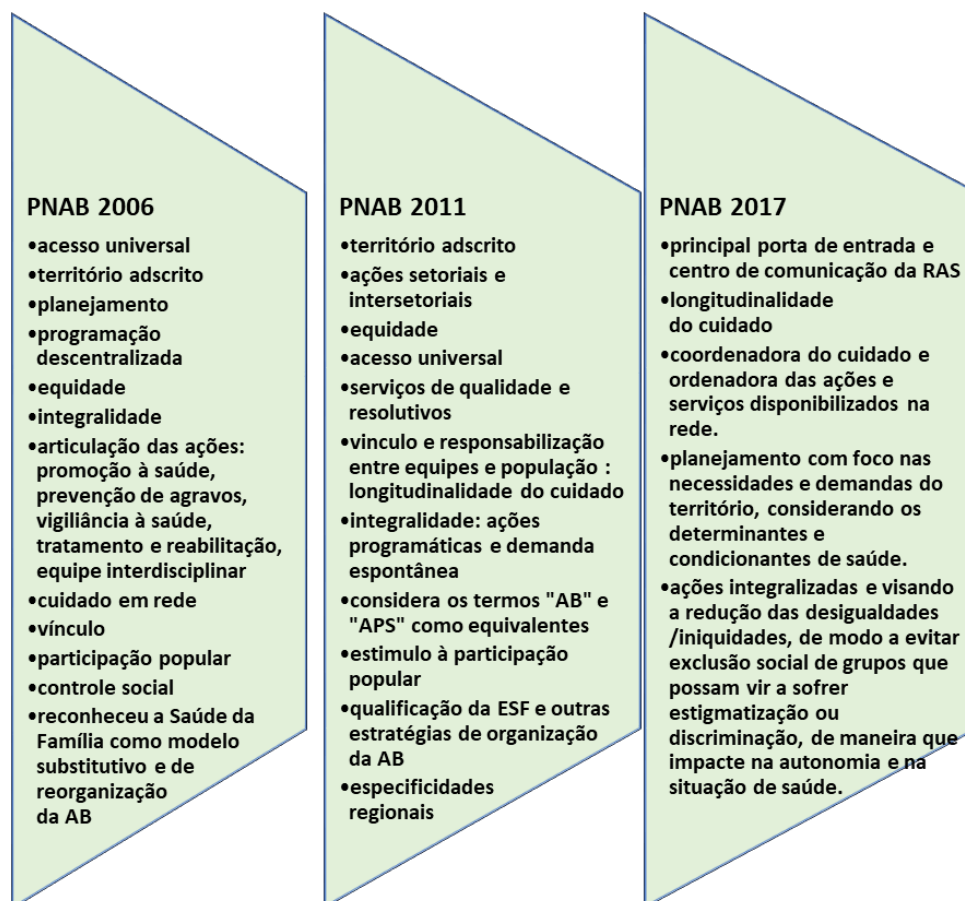 PNAB 2006
•acesso universal
•território adscrito
•planejamento
•programação
descentralizada
•equidade
•integralidade
•articulação das ações:
promoção à saúde,
prevenção de agravos,
vigiliância à saúde,
tratamento e reabilitação,
equipe interdisciplinar
•cuidado em rede
•vínculo
•participação popular
•controle social
•reconheceu a Saúde da
Família como modelo
substitutivo e de
reorganização
da AB
PNAB 2011
•território adscrito
•ações setoriais e
intersetoriais
•equidade
•acesso universal
•serviços de qualidade e
resolutivos
•vinculo e responsabilização
entre equipes e população :
longitudinalidade do cuidado
•integralidade: ações
programáticas e demanda
espontânea
•considera os termos "AB" e
"APS" como equivalentes
•estimulo à participação
popular
•qualificação da ESF e outras
estratégias de organização
da AB
•especificidades
regionais
PNAB 2017
•principal porta de entrada e
centro de comunicação da RAS
•longitudinalidade
do cuidado
•coordenadora do cuidado e
ordenadora das ações e
serviços disponibilizados na
rede.
•planejamento com foco nas
necessidades e demandas do
território, considerando os
determinantes e
condicionantes de saúde.
•ações integralizadas e visando
a redução das desigualdades
/iniquidades, de modo a evitar
exclusão social de grupos que
possam vir a sofrer
estigmatização ou
discriminação, de maneira que
impacte na autonomia e na
situação de saúde.